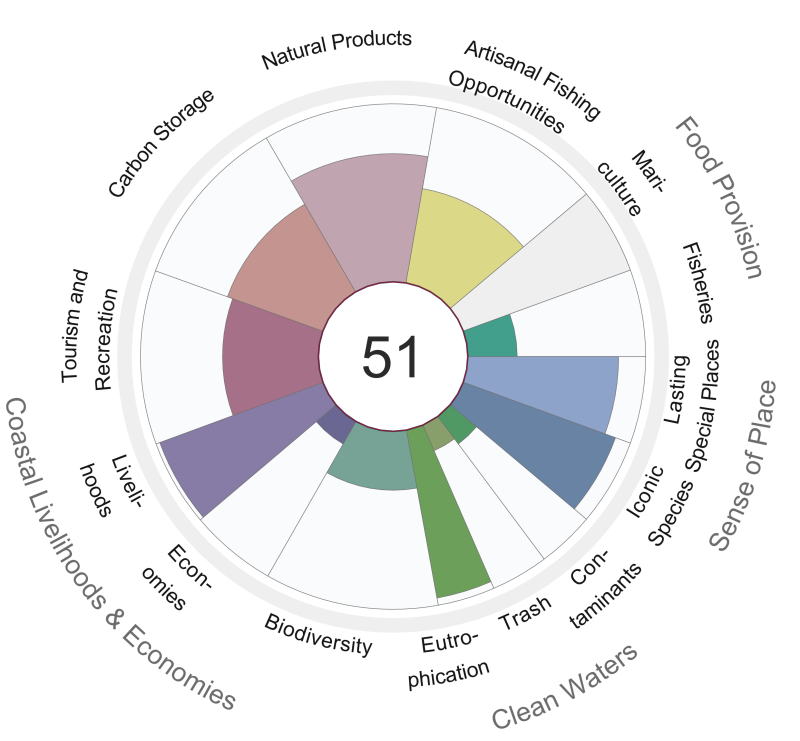 Natural Products
Artisanal Fishing
Opportunities
Mari-
culture
Food Provision
Fisheries
Lasting
Special Places
Sense of Place
Iconic
Species
Con-
taminants
Trash
Clean Waters
Eutro-
phication
Biodiversity
Econ-
omies
Liveli-
hoods
Coastal Livelihoods & Economies
Tourism and
Recreation
Carbon Storage
51